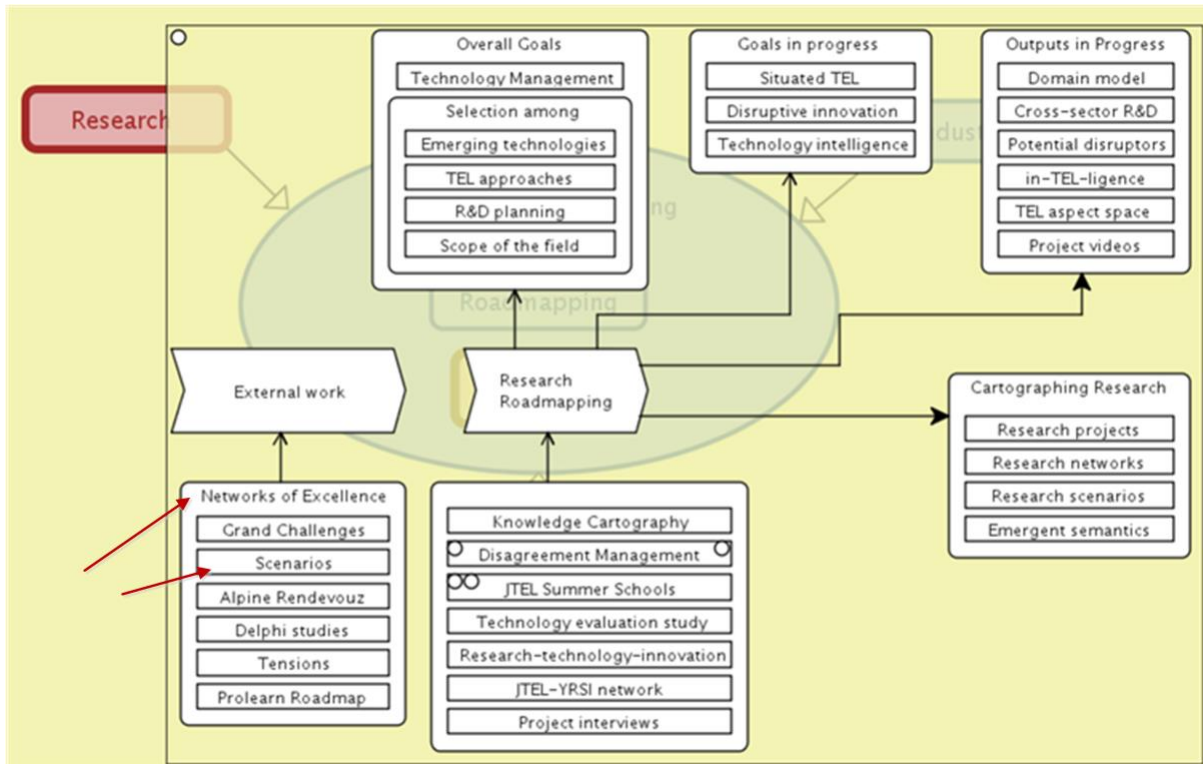 Research
Overall Goals
Technology Management
Selection among
Emerging technologies
TEL approaches
R&D planning
Scope of the field
Goals in progress
Situated TEL
Disruptive innovation
Technology intelligence
Outputs in Progress
Domain model
Cross-sector R&D
Potential disruptors
in-TEL-ligence
TEL aspect space
Project videos
Roadmapping
External work
Research
Roadmapping
Cartographing Research
Research projects
Research networks
Research scenarios
Emergent semantics
Networks of Excellence
Grand Challenges
Scenarios
Alpine Rendevouz
Delphi studies
Tensions
Prolearn Roadmap
Knowledge Cartography
Disagreement Management
JTEL Summer Schools
Technology evaluation study
Research-technology-innovation
JTEL-YRSI network
Project interviews